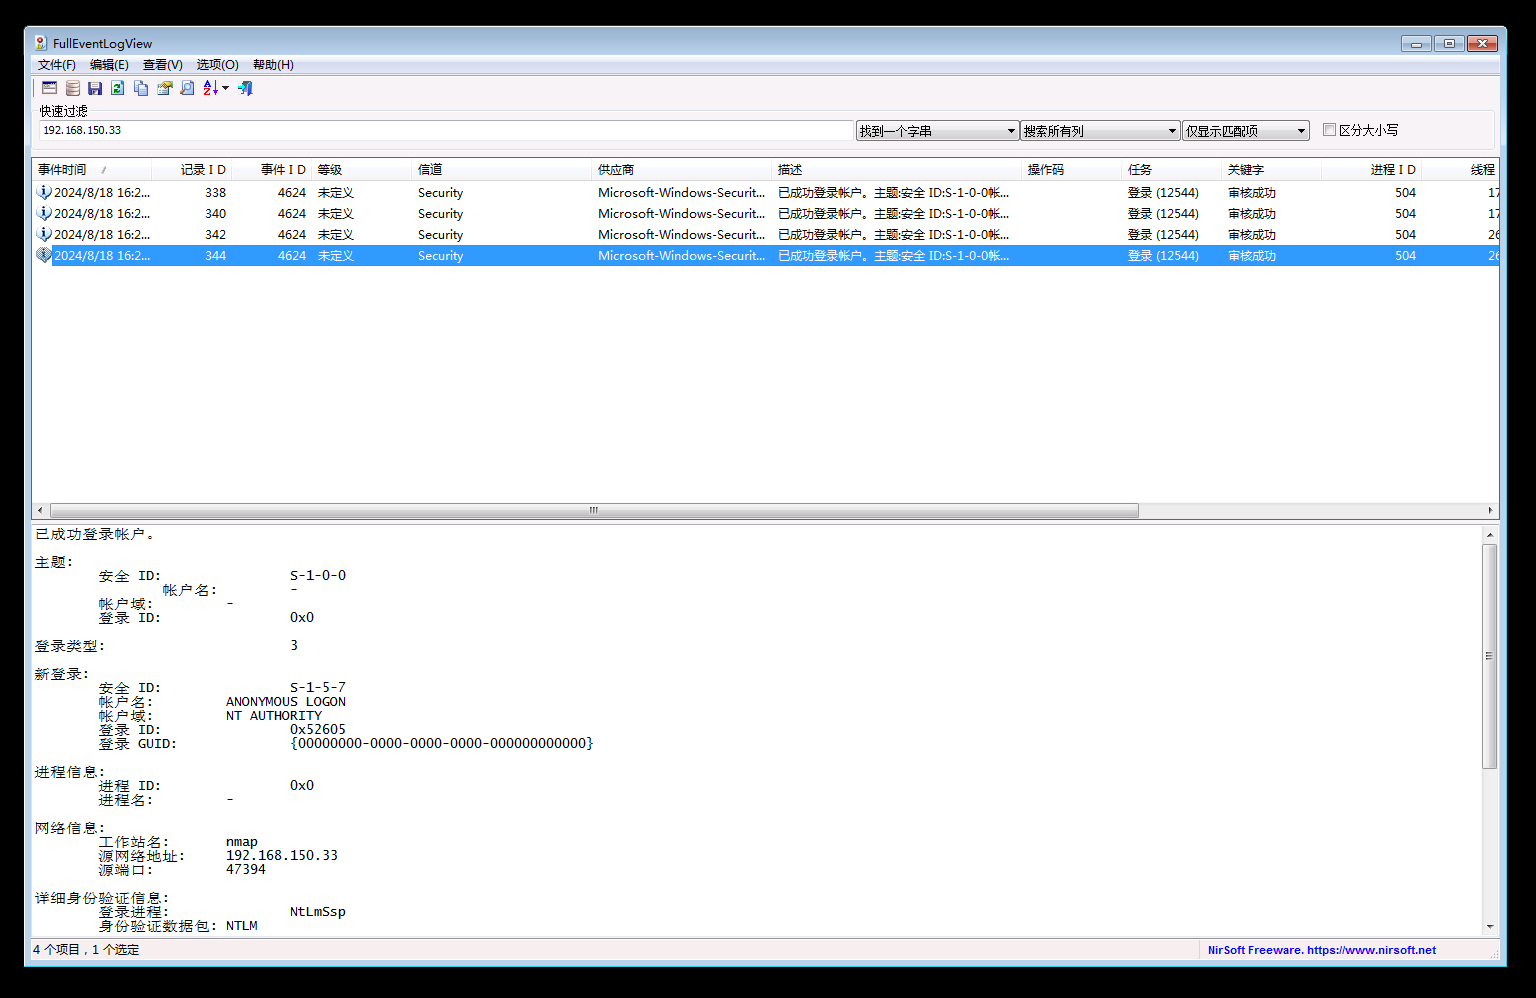 FullEventLogView
文件(F) 编辑(E) 查看(V) 选项(O) 帮助(H)
快速过滤
192.168.150.33 找到一个字串 搜索所有列 仅显示匹配项 区分大小写
事件时间 记录 I D 事件 I D 等级 信道 供应商 描述 操作码 任务 关键字 进程 I D 线程
2024/8/18 16:2... 338 4624 未定义 Security Microsoft-Windows-Securit... 已成功登录帐户。主题:安全 ID:S-1-0-0帐... 登录 (12544) 审核成功 504 17
2024/8/18 16:2... 340 4624 未定义 Security Microsoft-Windows-Securit... 已成功登录帐户。主题:安全 ID:S-1-0-0帐... 登录 (12544) 审核成功 504 17
2024/8/18 16:2... 342 4624 未定义 Security Microsoft-Windows-Securit... 已成功登录帐户。主题:安全 ID:S-1-0-0帐... 登录 (12544) 审核成功 504 26
2024/8/18 16:2... 344 4624 未定义 Security Microsoft-Windows-Securit... 已成功登录帐户。主题:安全 ID:S-1-0-0帐... 登录 (12544) 审核成功 504 26
已成功登录帐户。
主题:
安全 ID: S-1-0-0
帐户名: -
帐户域: -
登录 ID: 0x0
登录类型: 3
新登录:
安全 ID: S-1-5-7
帐户名: ANONYMOUS LOGON
帐户域: NT AUTHORITY
登录 ID: 0x52605
登录 GUID: {00000000-0000-0000-0000-000000000000}
进程信息:
进程 ID: 0x0
进程名: -
网络信息:
工作站名: nmap
源网络地址: 192.168.150.33
源端口: 47394
详细身份验证信息:
登录进程: NtLmSsp
身份验证数据包: NTLM
4 个项目，1 个选定 NirSoft Freeware. https://www.nirsoft.net